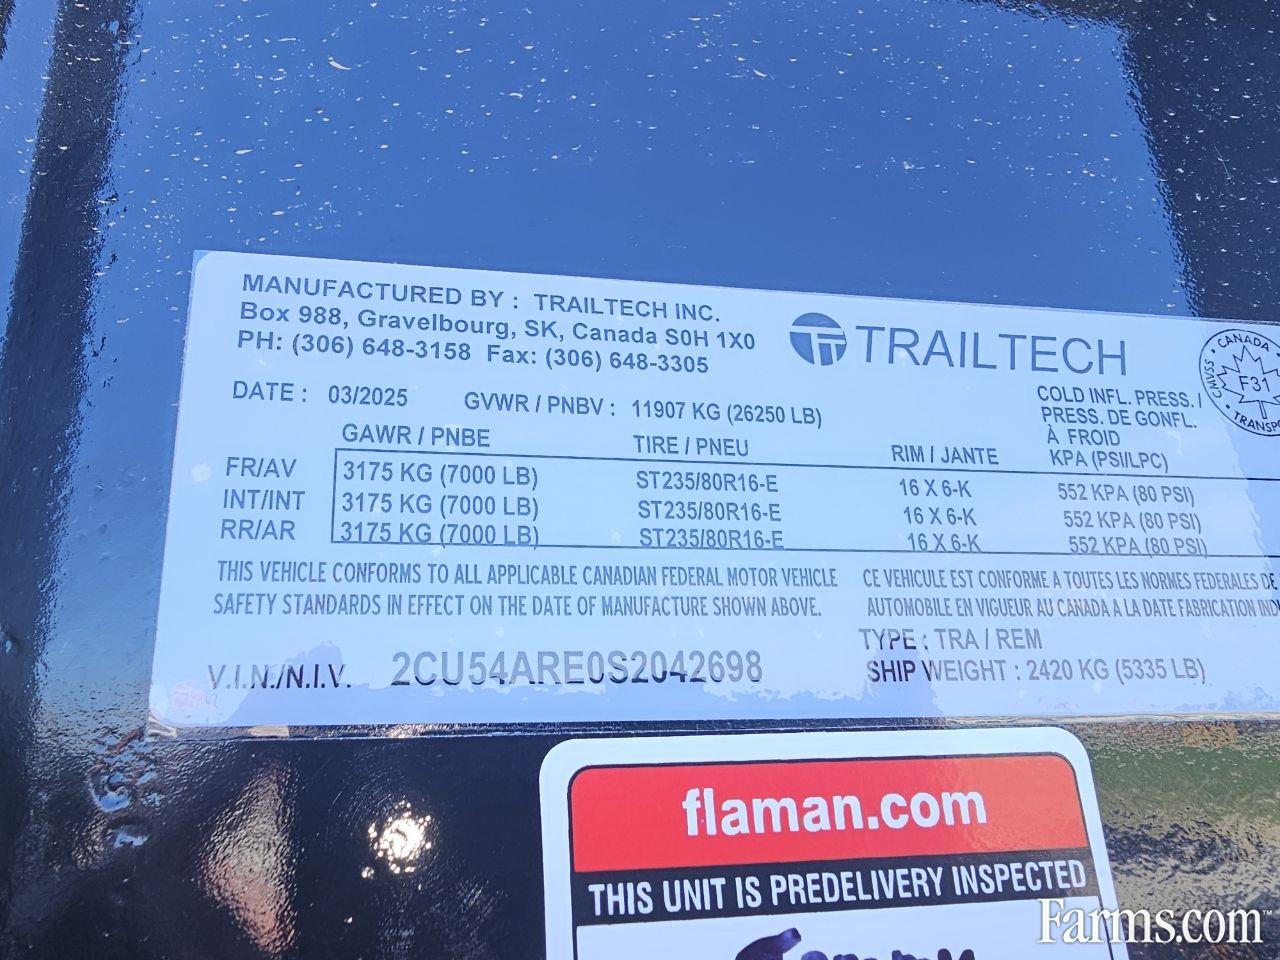 MANUFACTURED BY : TRAILTECH INC.
Box 988, Gravelbourg, SK, Canada S0H 1X0
PH: (306) 648-3158 Fax: (306) 648-3305
TRAILTECH
CANADA
F31
CMVSS
TRANSP
DATE : 03/2025 GVWR / PNBV : 11907 KG (26250 LB)
COLD INFL. PRESS. /
PRESS. DE GONFL.
À FROID
KPA (PSI/LPC)
GAWR / PNBE TIRE / PNEU RIM / JANTE
FR/AV 3175 KG (7000 LB) ST235/80R16-E 16 X 6-K 552 KPA (80 PSI)
INT/INT 3175 KG (7000 LB) ST235/80R16-E 16 X 6-K 552 KPA (80 PSI)
RR/AR 3175 KG (7000 LB) ST235/80R16-E 16 X 6-K 552 KPA (80 PSI)
THIS VEHICLE CONFORMS TO ALL APPLICABLE CANADIAN FEDERAL MOTOR VEHICLE
SAFETY STANDARDS IN EFFECT ON THE DATE OF MANUFACTURE SHOWN ABOVE.
CE VEHICULE EST CONFORME A TOUTES LES NORMES FEDERALES DE
AUTOMOBILE EN VIGUEUR AU CANADA A LA DATE FABRICATION IND
TYPE : TRA / REM
V.I.N./N.I.V. 2CU54ARE0S2042698 SHIP WEIGHT : 2420 KG (5335 LB)
flaman.com
THIS UNIT IS PREDELIVERY INSPECTED
Farms.com